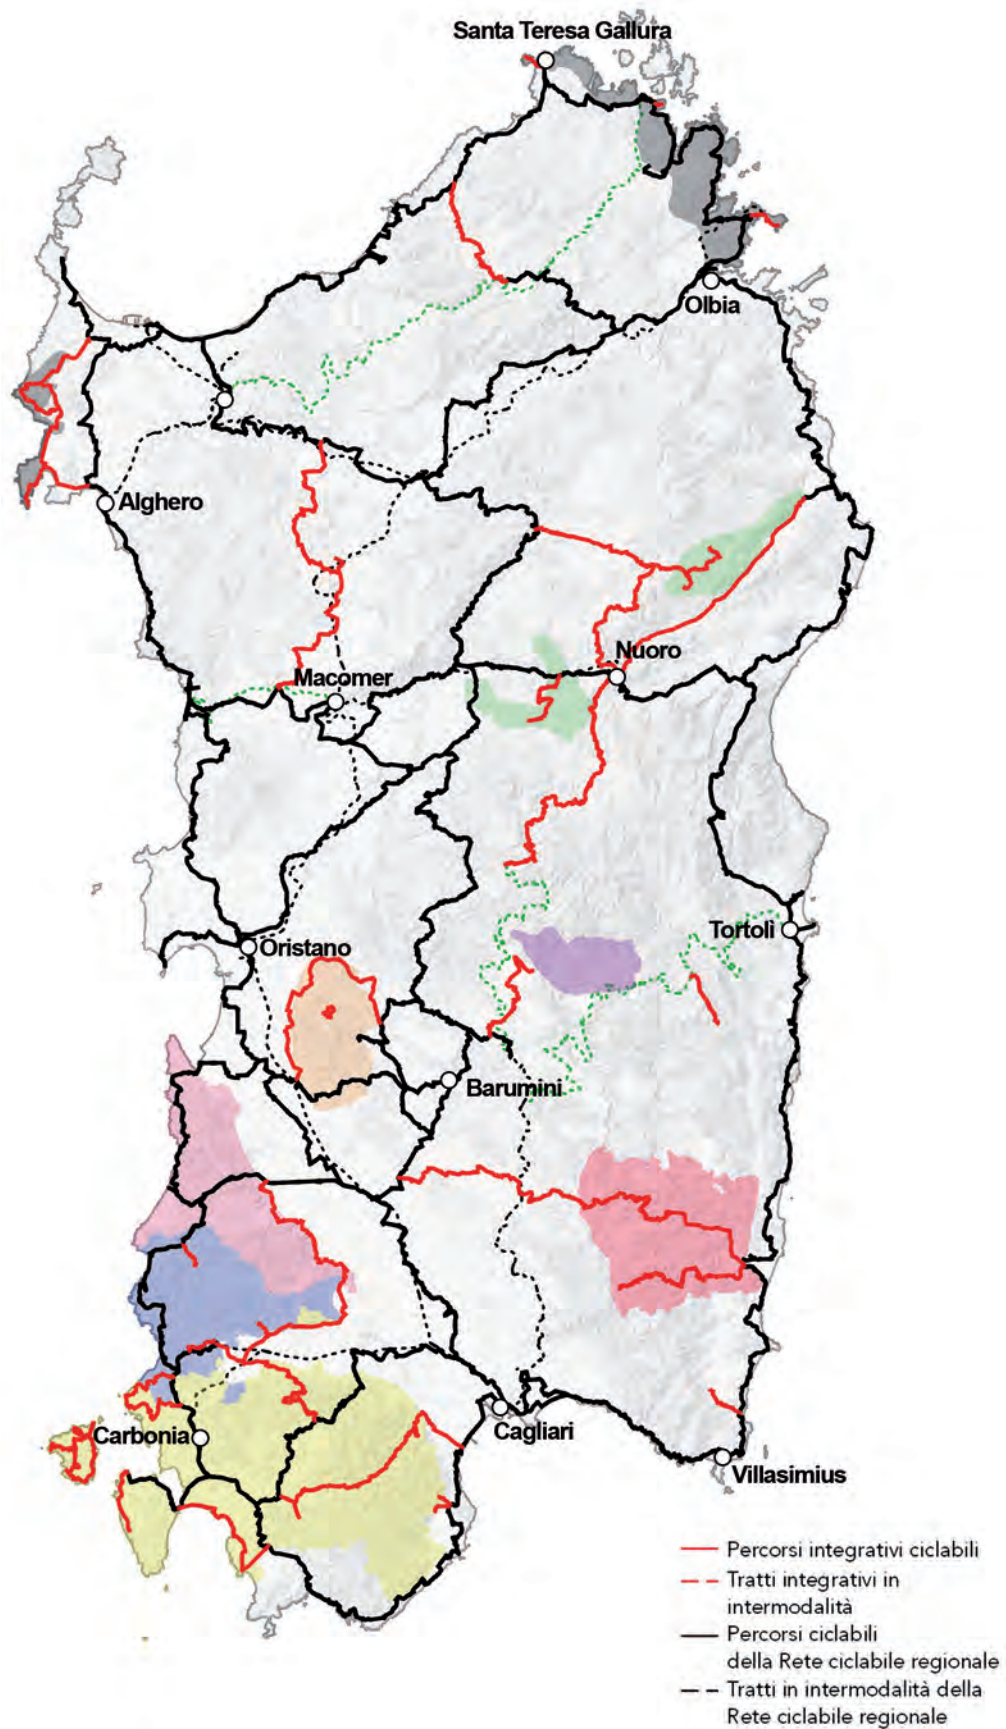 Santa Teresa Gallura
Olbia
Alghero
Nuoro
Macomer
Tortolì
Oristano
Barumini
Carbonia
Cagliari
Villasimius
Percorsi integrativi ciclabili
Tratti integrativi in
intermodalità
Percorsi ciclabili
della Rete ciclabile regionale
Tratti in intermodalità della
Rete ciclabile regionale